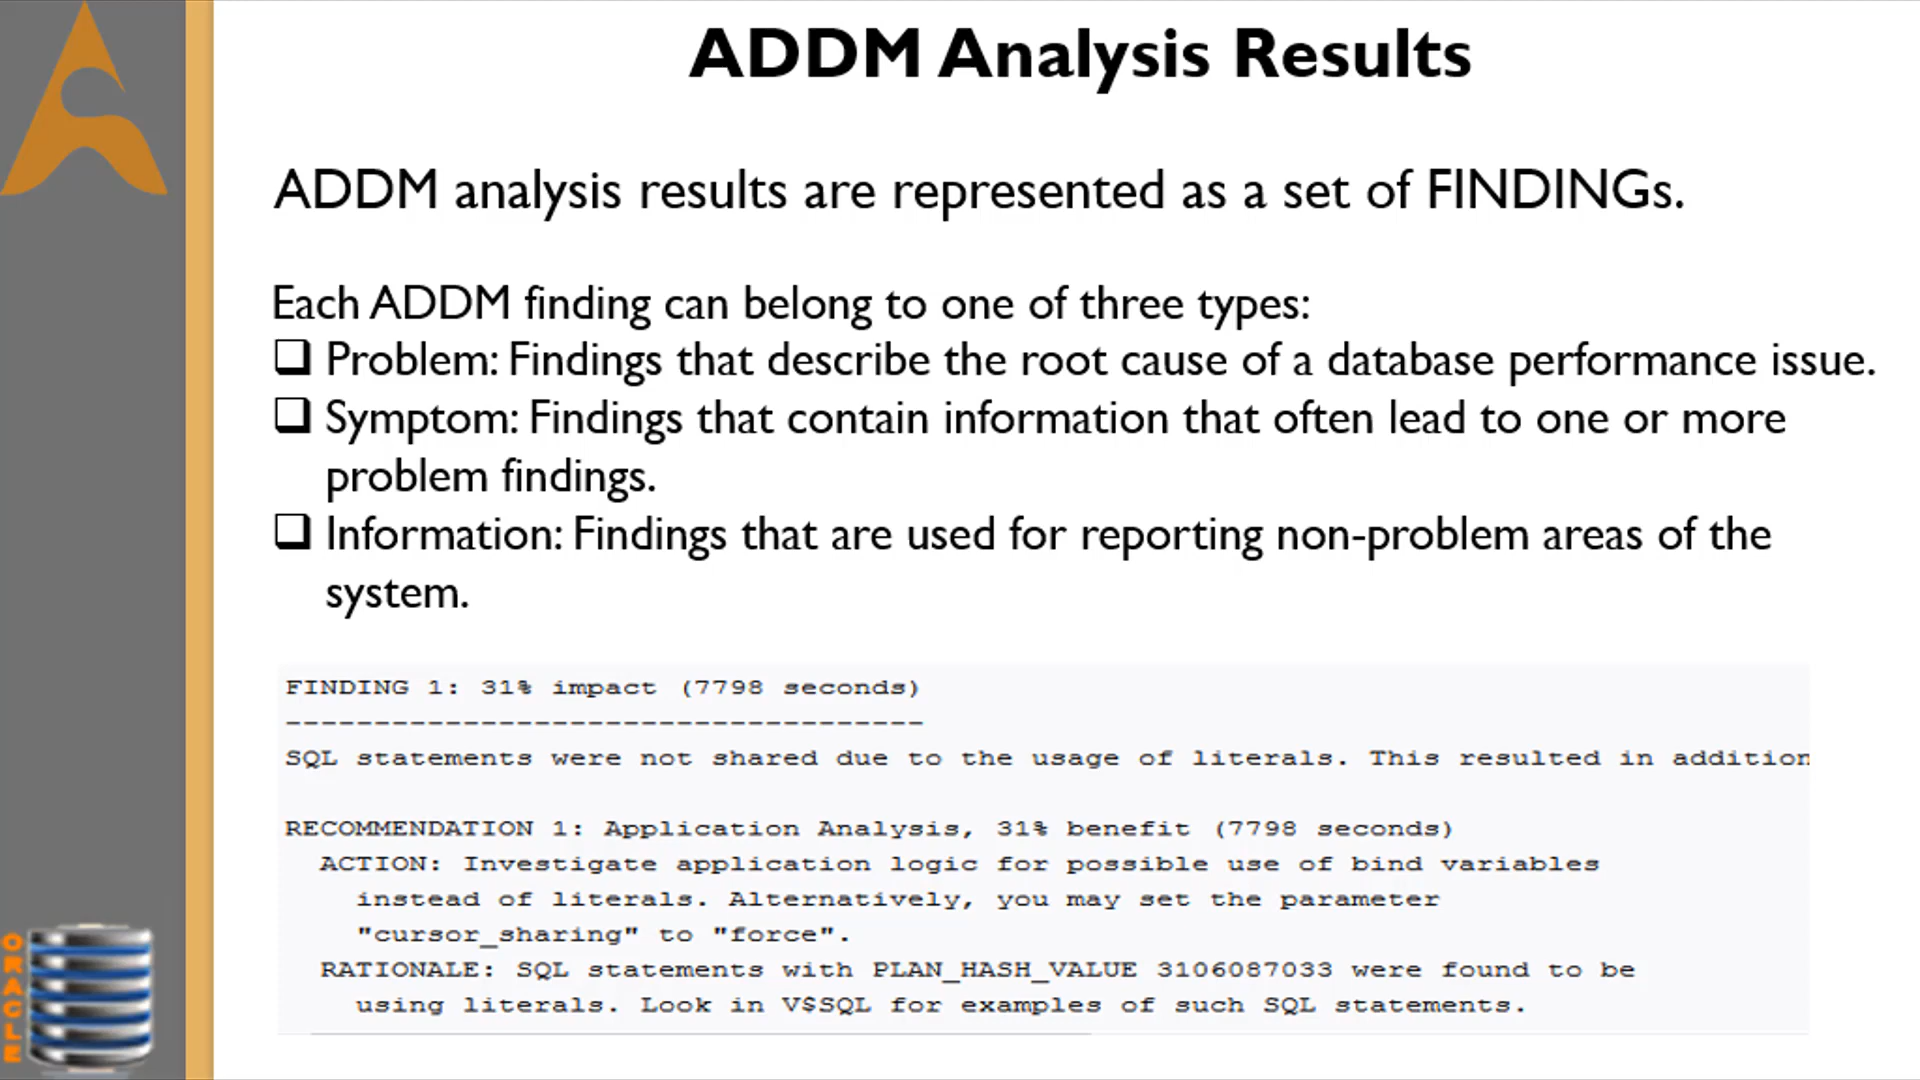 ADDM Analysis Results
ADDM analysis results are represented as a set of FINDINGs.
Each ADDM finding can belong to one of three types:
Problem: Findings that describe the root cause of a database performance issue.
Symptom: Findings that contain information that often lead to one or more
problem findings.
Information: Findings that are used for reporting non-problem areas of the
system.
FINDING 1: 31% impact (7798 seconds)
------------------------------------
SQL statements were not shared due to the usage of literals. This resulted in addition
RECOMMENDATION 1: Application Analysis, 31% benefit (7798 seconds)
ACTION: Investigate application logic for possible use of bind variables
instead of literals. Alternatively, you may set the parameter
"cursor_sharing" to "force".
RATIONALE: SQL statements with PLAN_HASH_VALUE 3106087033 were found to be
using literals. Look in V$SQL for examples of such SQL statements.
ORACLE